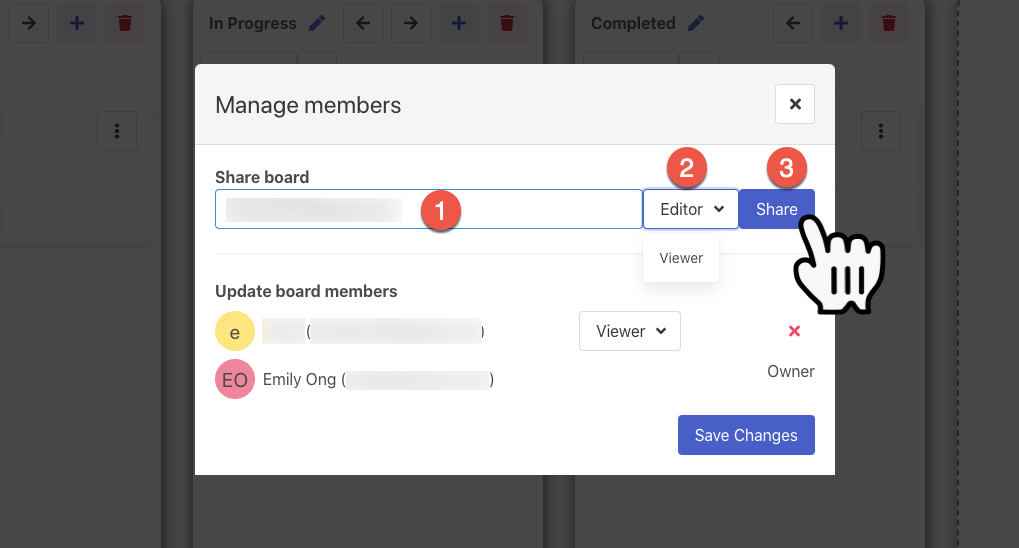 In Progress
Completed
Manage members
Share board
1
2
3
Editor
Share
Viewer
Update board members
e
( )
Viewer
EO
Emily Ong ( )
Owner
Save Changes